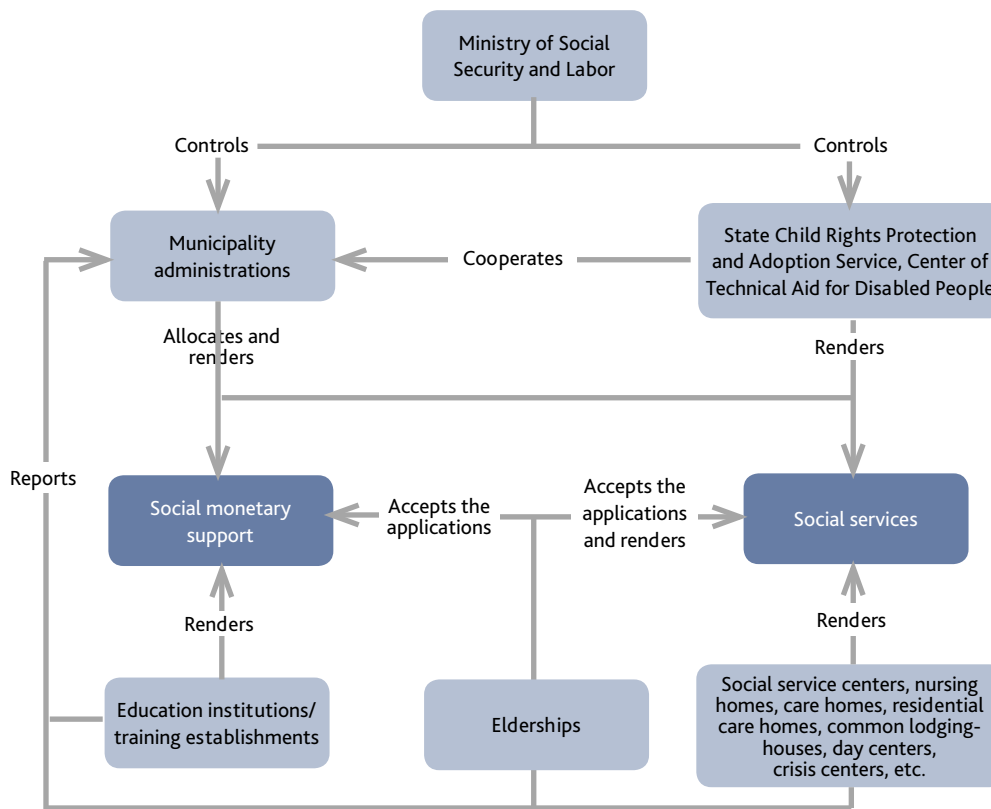 Ministry of Social
Security and Labor
Controls
Controls
Municipality
administrations
Cooperates
State Child Rights Protection
and Adoption Service, Center of
Technical Aid for Disabled People
Allocates and
renders
Renders
Reports
Social monetary
support
Accepts the
applications
Accepts the
applications
and renders
Social services
Renders
Renders
Education institutions/
training establishments
Elderships
Social service centers, nursing
homes, care homes, residential
care homes, common lodging-
houses, day centers,
crisis centers, etc.